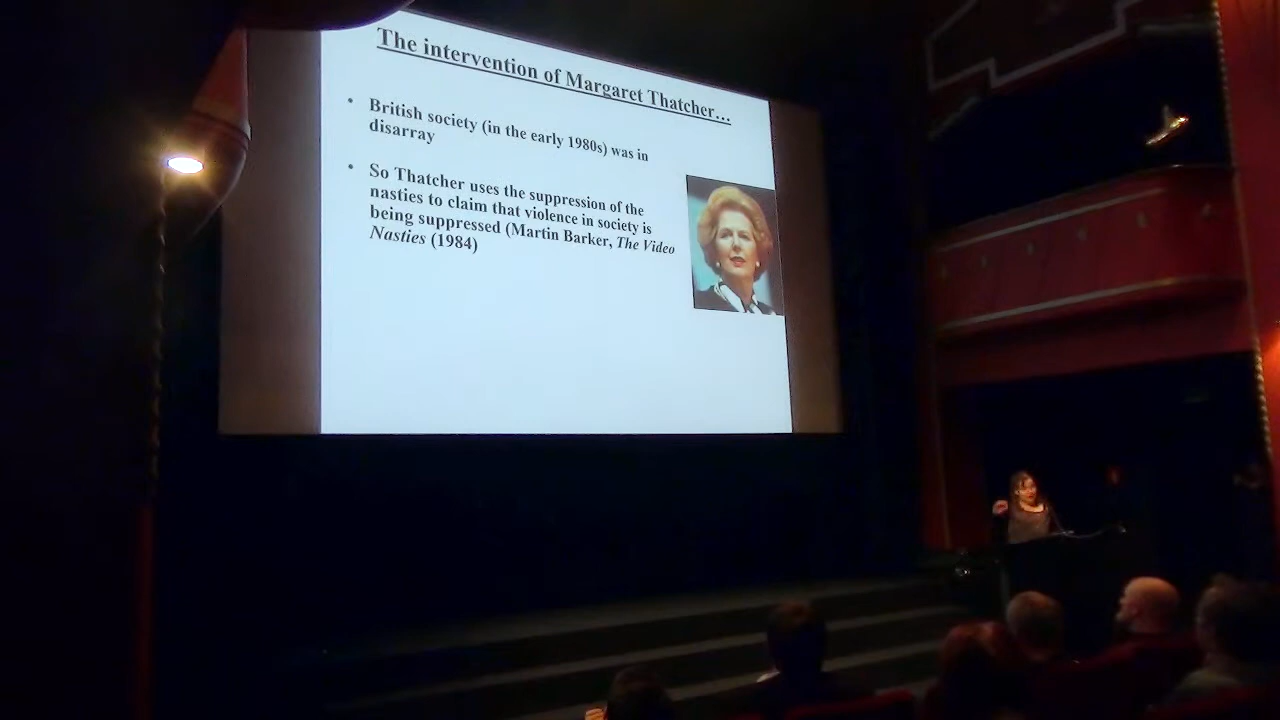 The intervention of Margaret Thatcher…
• British society (in the early 1980s) was in
disarray
• So Thatcher uses the suppression of the
nasties to claim that violence in society is
being suppressed (Martin Barker, The Video
Nasties (1984)